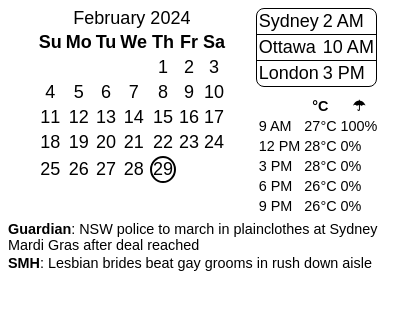 February 2024
Su Mo Tu We Th Fr Sa
1 2 3
4 5 6 7 8 9 10
11 12 13 14 15 16 17
18 19 20 21 22 23 24
25 26 27 28 29
Sydney 2 AM
Ottawa 10 AM
London 3 PM
°C ☂
9 AM 27°C 100%
12 PM 28°C 0%
3 PM 28°C 0%
6 PM 26°C 0%
9 PM 26°C 0%
Guardian: NSW police to march in plainclothes at Sydney
Mardi Gras after deal reached
SMH: Lesbian brides beat gay grooms in rush down aisle